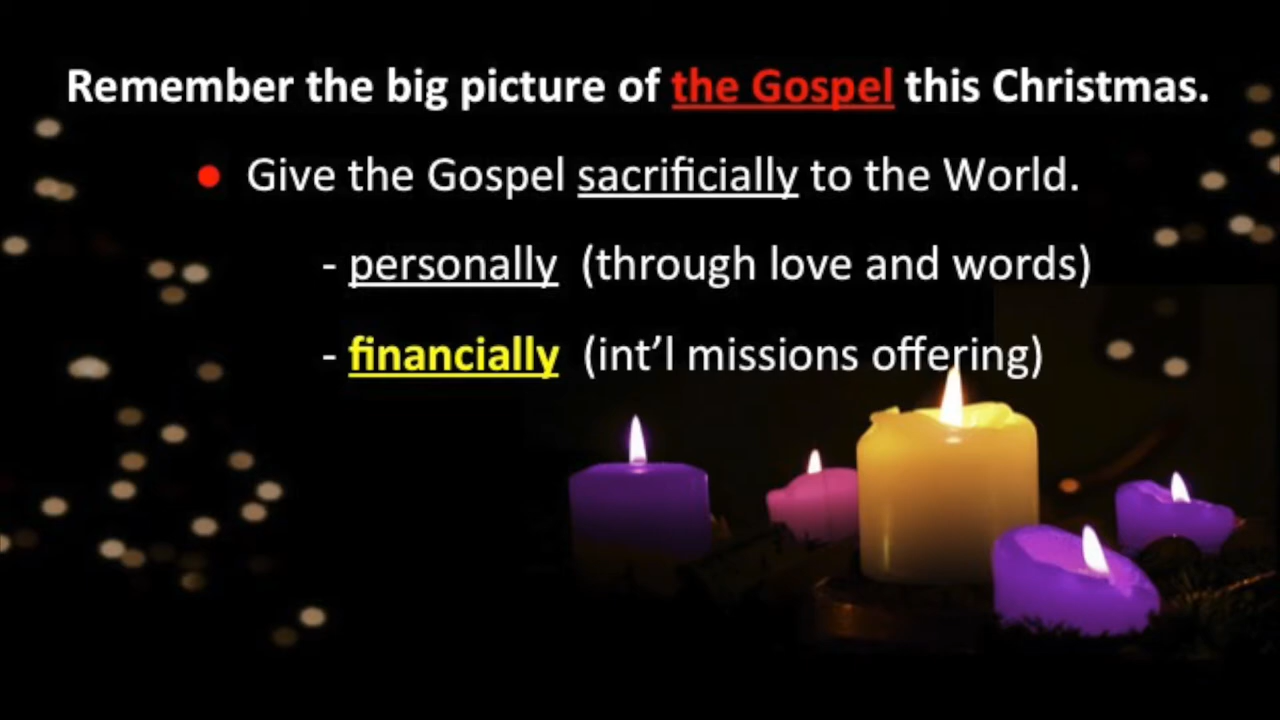 Remember the big picture of the Gospel this Christmas.
● Give the Gospel sacrificially to the World.
- personally (through love and words)
- financially (int’l missions offering)